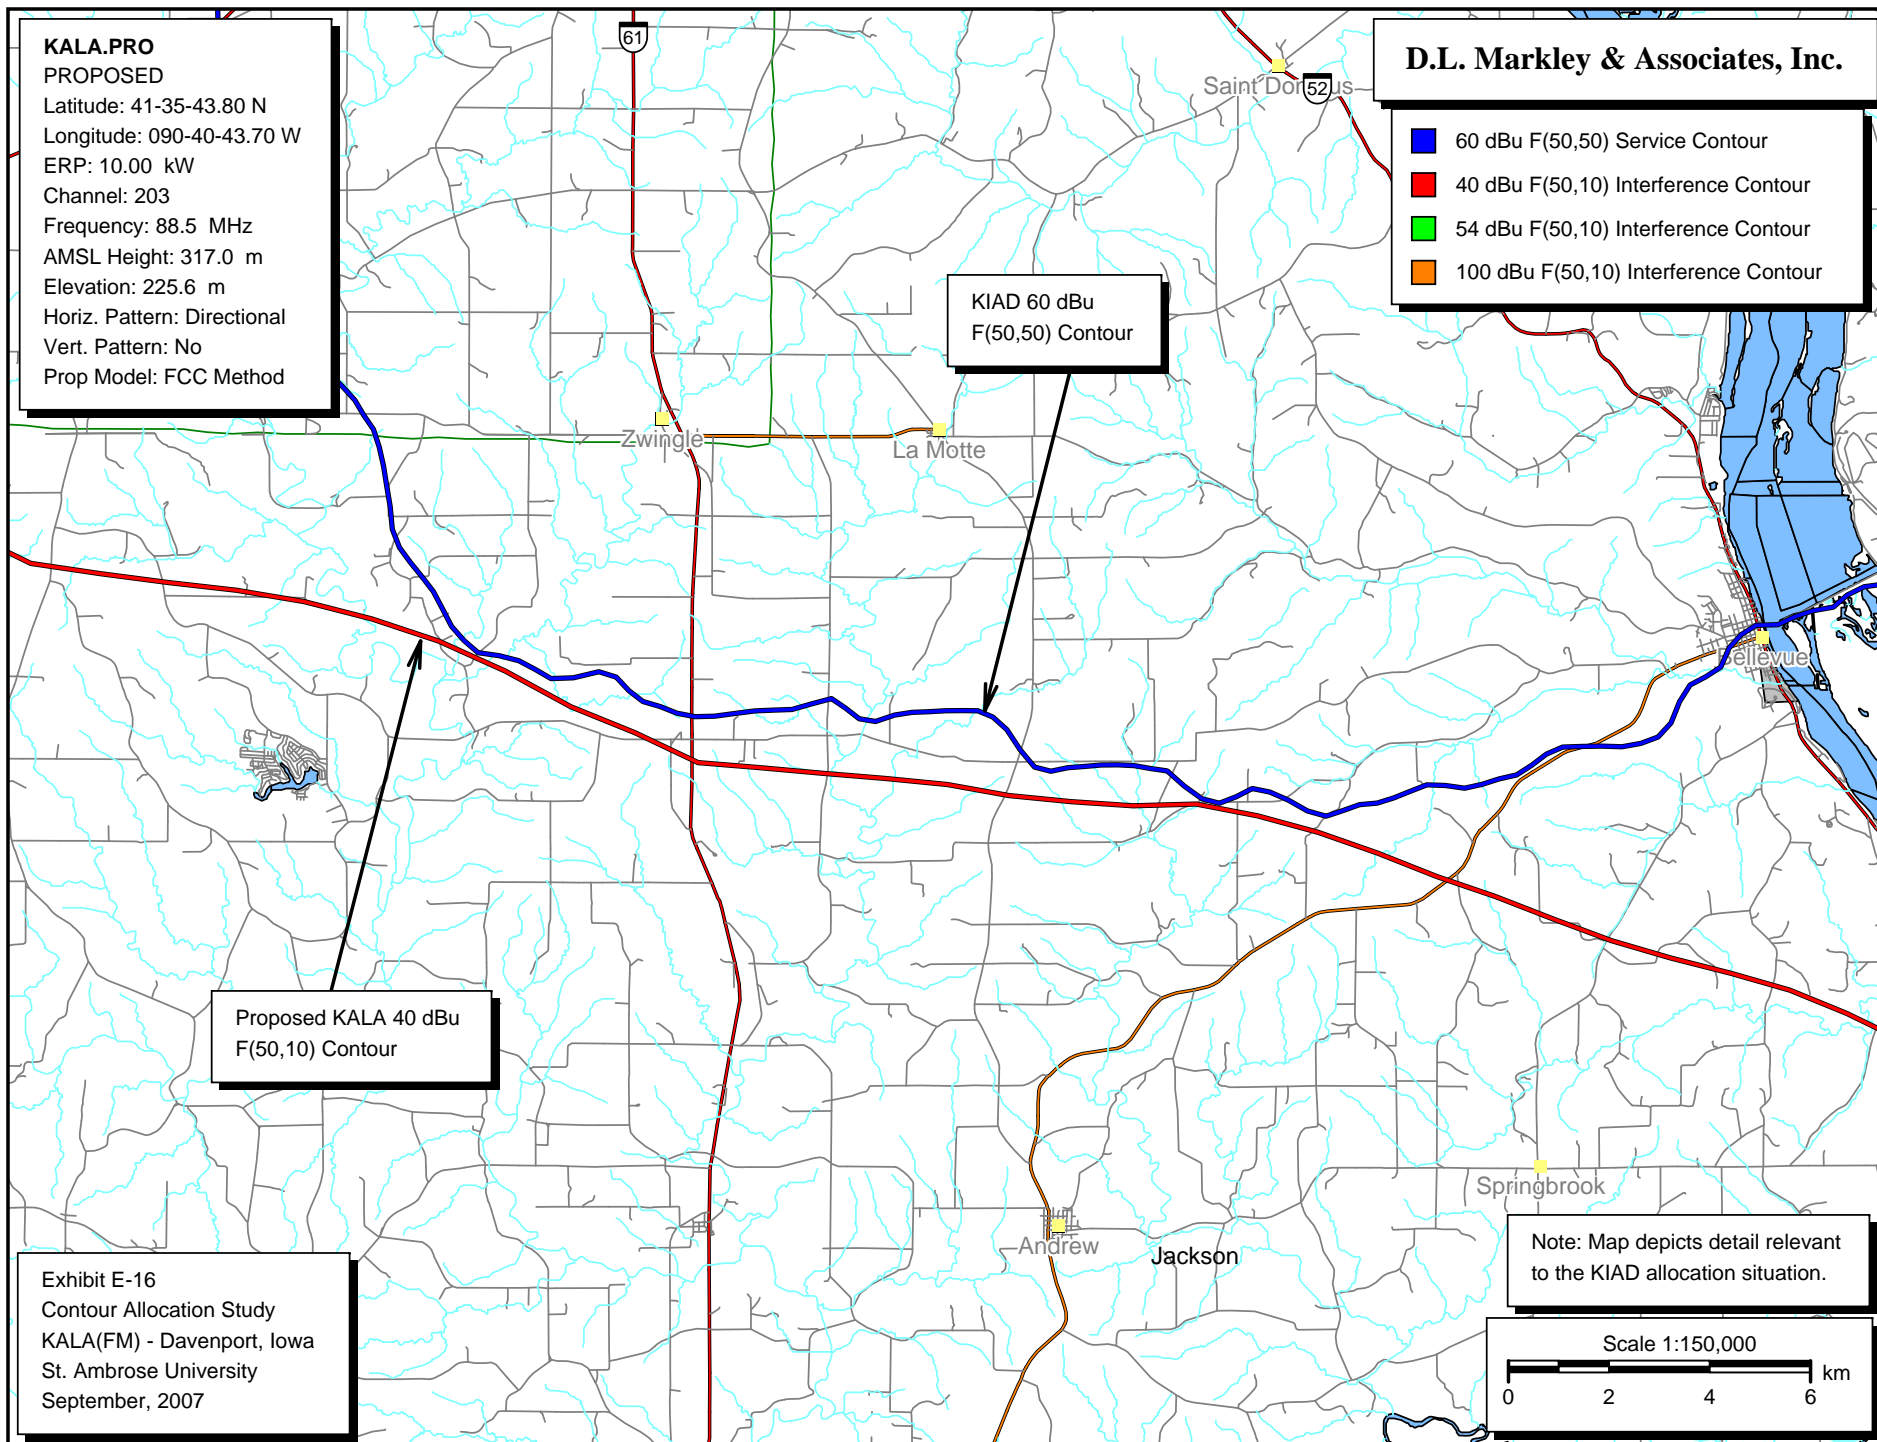 KALA.PRO
PROPOSED
Latitude: 41-35-43.80 N
Longitude: 090-40-43.70 W
ERP: 10.00 kW
Channel: 203
Frequency: 88.5 MHz
AMSL Height: 317.0 m
Elevation: 225.6 m
Horiz. Pattern: Directional
Vert. Pattern: No
Prop Model: FCC Method
61
52
D.L. Markley & Associates, Inc.
60 dBu F(50,50) Service Contour
40 dBu F(50,10) Interference Contour
54 dBu F(50,10) Interference Contour
100 dBu F(50,10) Interference Contour
KIAD 60 dBu
F(50,50) Contour
Zwingle
La Motte
Bellevue
Proposed KALA 40 dBu
F(50,10) Contour
Springbrook
Andrew
Jackson
Note: Map depicts detail relevant
to the KIAD allocation situation.
Exhibit E-16
Contour Allocation Study
KALA(FM) - Davenport, Iowa
St. Ambrose University
September, 2007
Scale 1:150,000
km
0 2 4 6